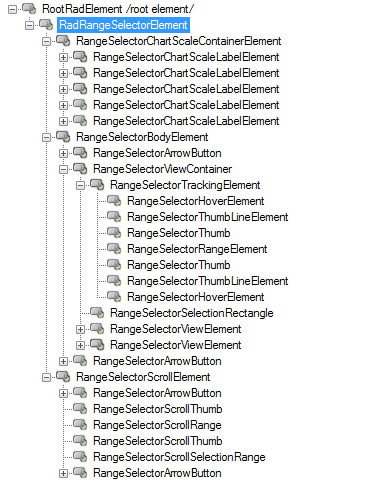 RootRadElement /root element/
RadRangeSelectorElement
RangeSelectorChartScaleContainerElement
RangeSelectorChartScaleLabelElement
RangeSelectorChartScaleLabelElement
RangeSelectorChartScaleLabelElement
RangeSelectorChartScaleLabelElement
RangeSelectorChartScaleLabelElement
RangeSelectorBodyElement
RangeSelectorArrowButton
RangeSelectorViewContainer
RangeSelectorTrackingElement
RangeSelectorHoverElement
RangeSelectorThumbLineElement
RangeSelectorThumb
RangeSelectorRangeElement
RangeSelectorThumb
RangeSelectorThumbLineElement
RangeSelectorHoverElement
RangeSelectorSelectionRectangle
RangeSelectorViewElement
RangeSelectorViewElement
RangeSelectorArrowButton
RangeSelectorScrollElement
RangeSelectorArrowButton
RangeSelectorScrollThumb
RangeSelectorScrollRange
RangeSelectorScrollThumb
RangeSelectorScrollSelectionRange
RangeSelectorArrowButton